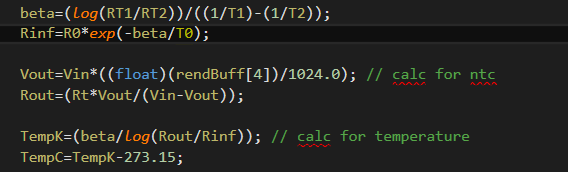 beta=(log(RT1/RT2))/((1/T1)-(1/T2));
Rinf=R0*exp(-beta/T0);
Vout=Vin*((float)(rendBuff[4])/1024.0); // calc for ntc
Rout=(Rt*Vout/(Vin-Vout));
TempK=(beta/log(Rout/Rinf)); // calc for temperature
TempC=TempK-273.15;